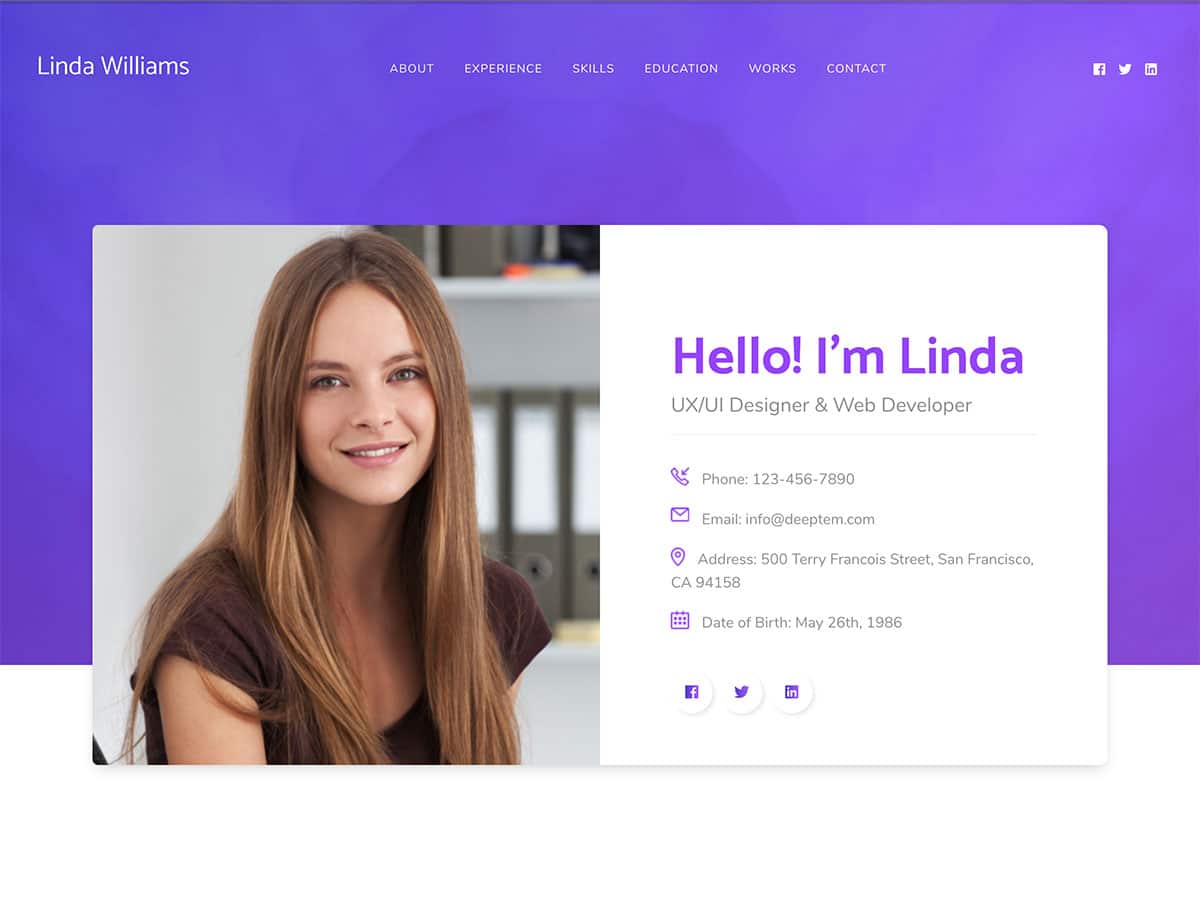 Linda Williams
ABOUT EXPERIENCE SKILLS EDUCATION WORKS CONTACT
Hello! I’m Linda
UX/UI Designer & Web Developer
Phone: 123-456-7890
Email: info@deeptem.com
Address: 500 Terry Francois Street, San Francisco,
CA 94158
Date of Birth: May 26th, 1986